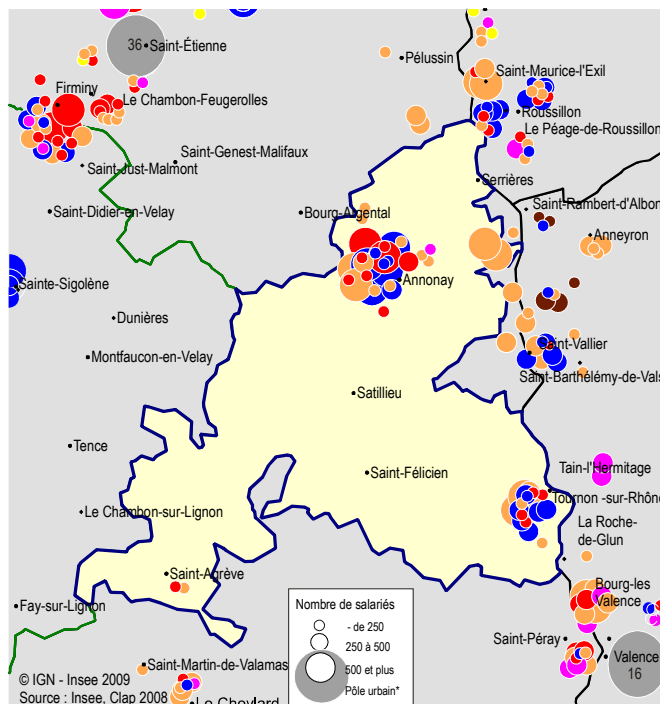 36
Saint-Étienne
Pélussin
Firminy
Le Chambon-Feugerolles
Saint-Maurice-l'Exil
Roussillon
Le Péage-de-Roussillon
Saint-Genest-Malifaux
Saint-Just-Malmont
Serrières
Saint-Rambert-d'Albon
Saint-Didier-en-Velay
Bourg-Argental
Anneyron
Sainte-Sigolène
Annonay
Dunières
Saint-Vallier
Montfaucon-en-Velay
Saint-Barthélémy-de-Vals
Satillieu
Tence
Saint-Félicien
Tain-l'Hermitage
Tournon -sur-Rhône
Le Chambon-sur-Lignon
La Roche-
de-Glun
Saint-Agrève
Bourg-les
Valence
Fay-sur-Lignon
Nombre de salariés
- de 250
250 à 500
500 et plus
Pôle urbain*
Saint-Péray
Valence
16
Saint-Martin-de-Valamas
© IGN - Insee 2009
Source : Insee, Clap 2008
Le Cheylard